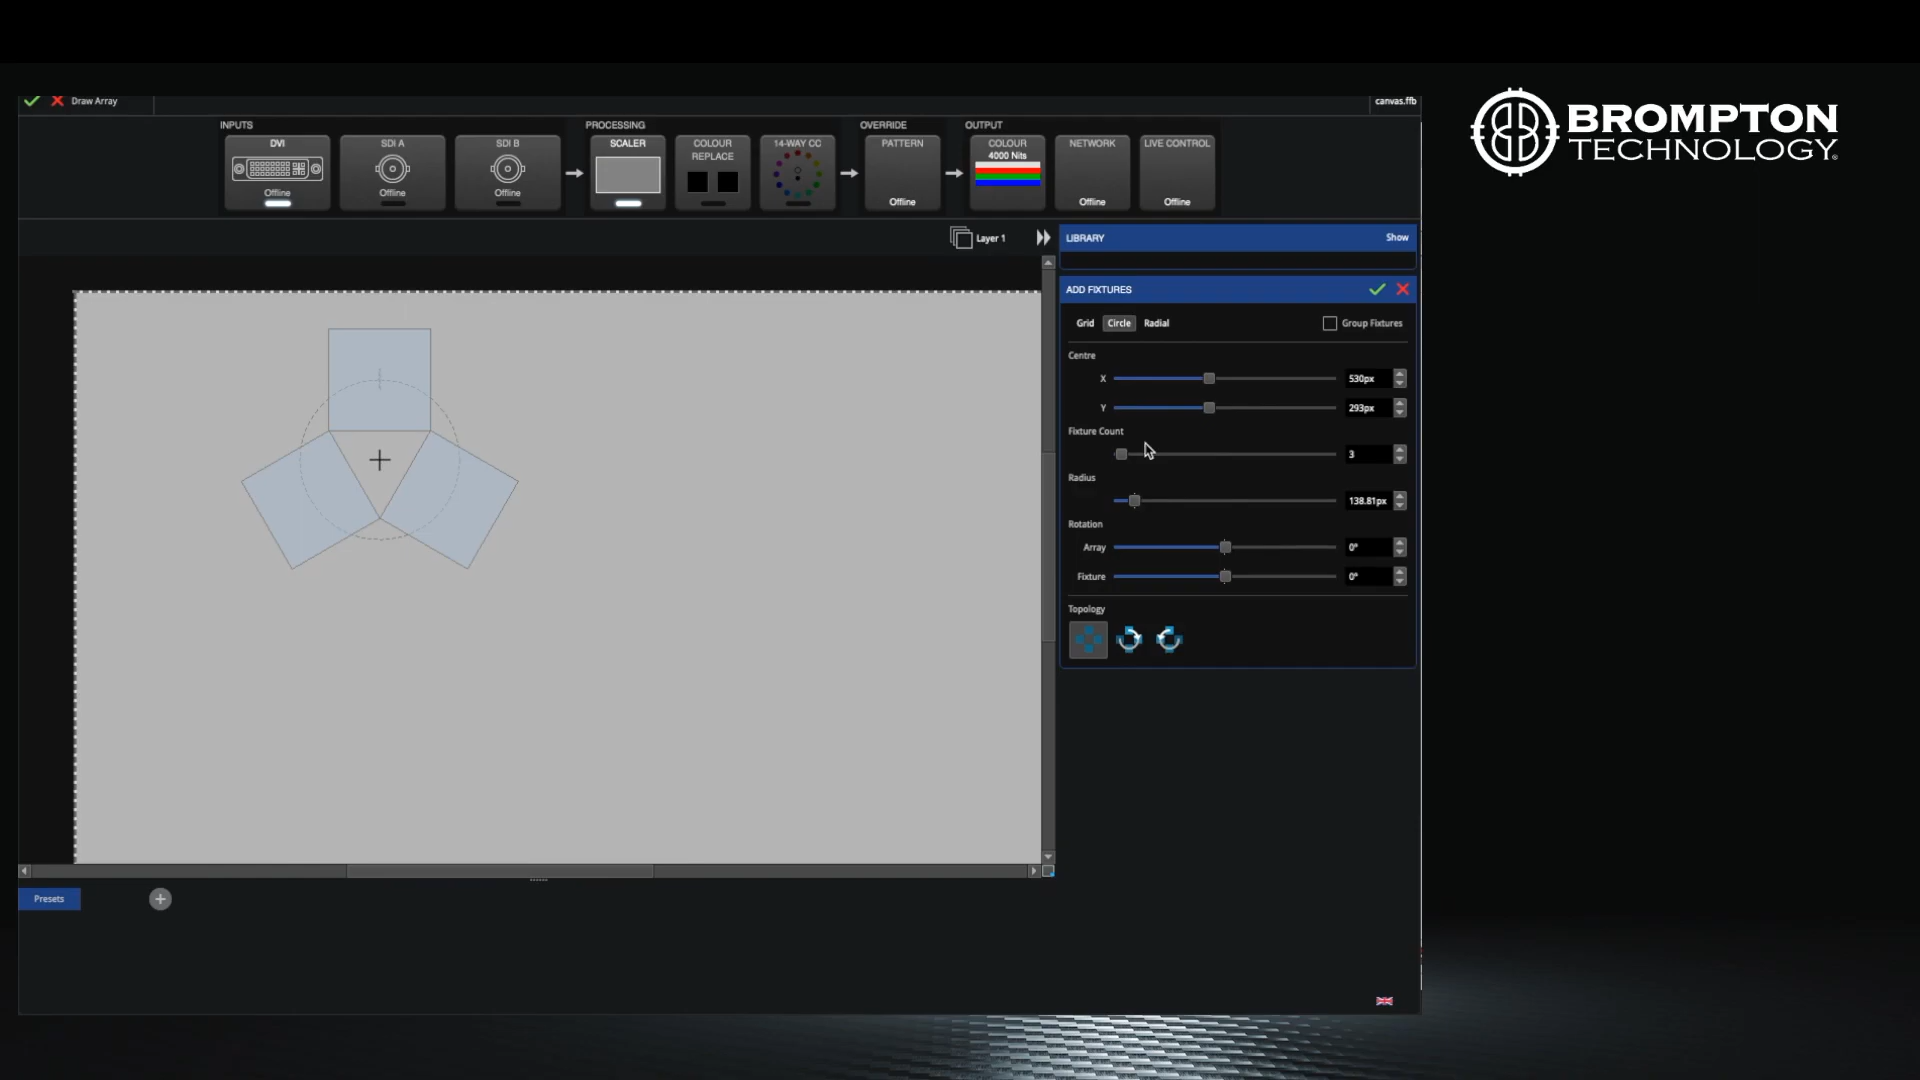 Draw Array
canvas.ffb
BROMPTON
TECHNOLOGY®
INPUTS
PROCESSING
OVERRIDE
OUTPUT
DVI
Offline
SDI A
Offline
SDI B
Offline
SCALER
COLOUR
REPLACE
14-WAY CC
PATTERN
Offline
COLOUR
4000 Nits
NETWORK
Offline
LIVE CONTROL
Offline
Layer 1
LIBRARY
Show
ADD FIXTURES
Grid
Circle
Radial
Group Fixtures
Centre
X
530px
Y
293px
Fixture Count
3
Radius
138.81px
Rotation
Array
0°
Fixture
0°
Topology
Presets